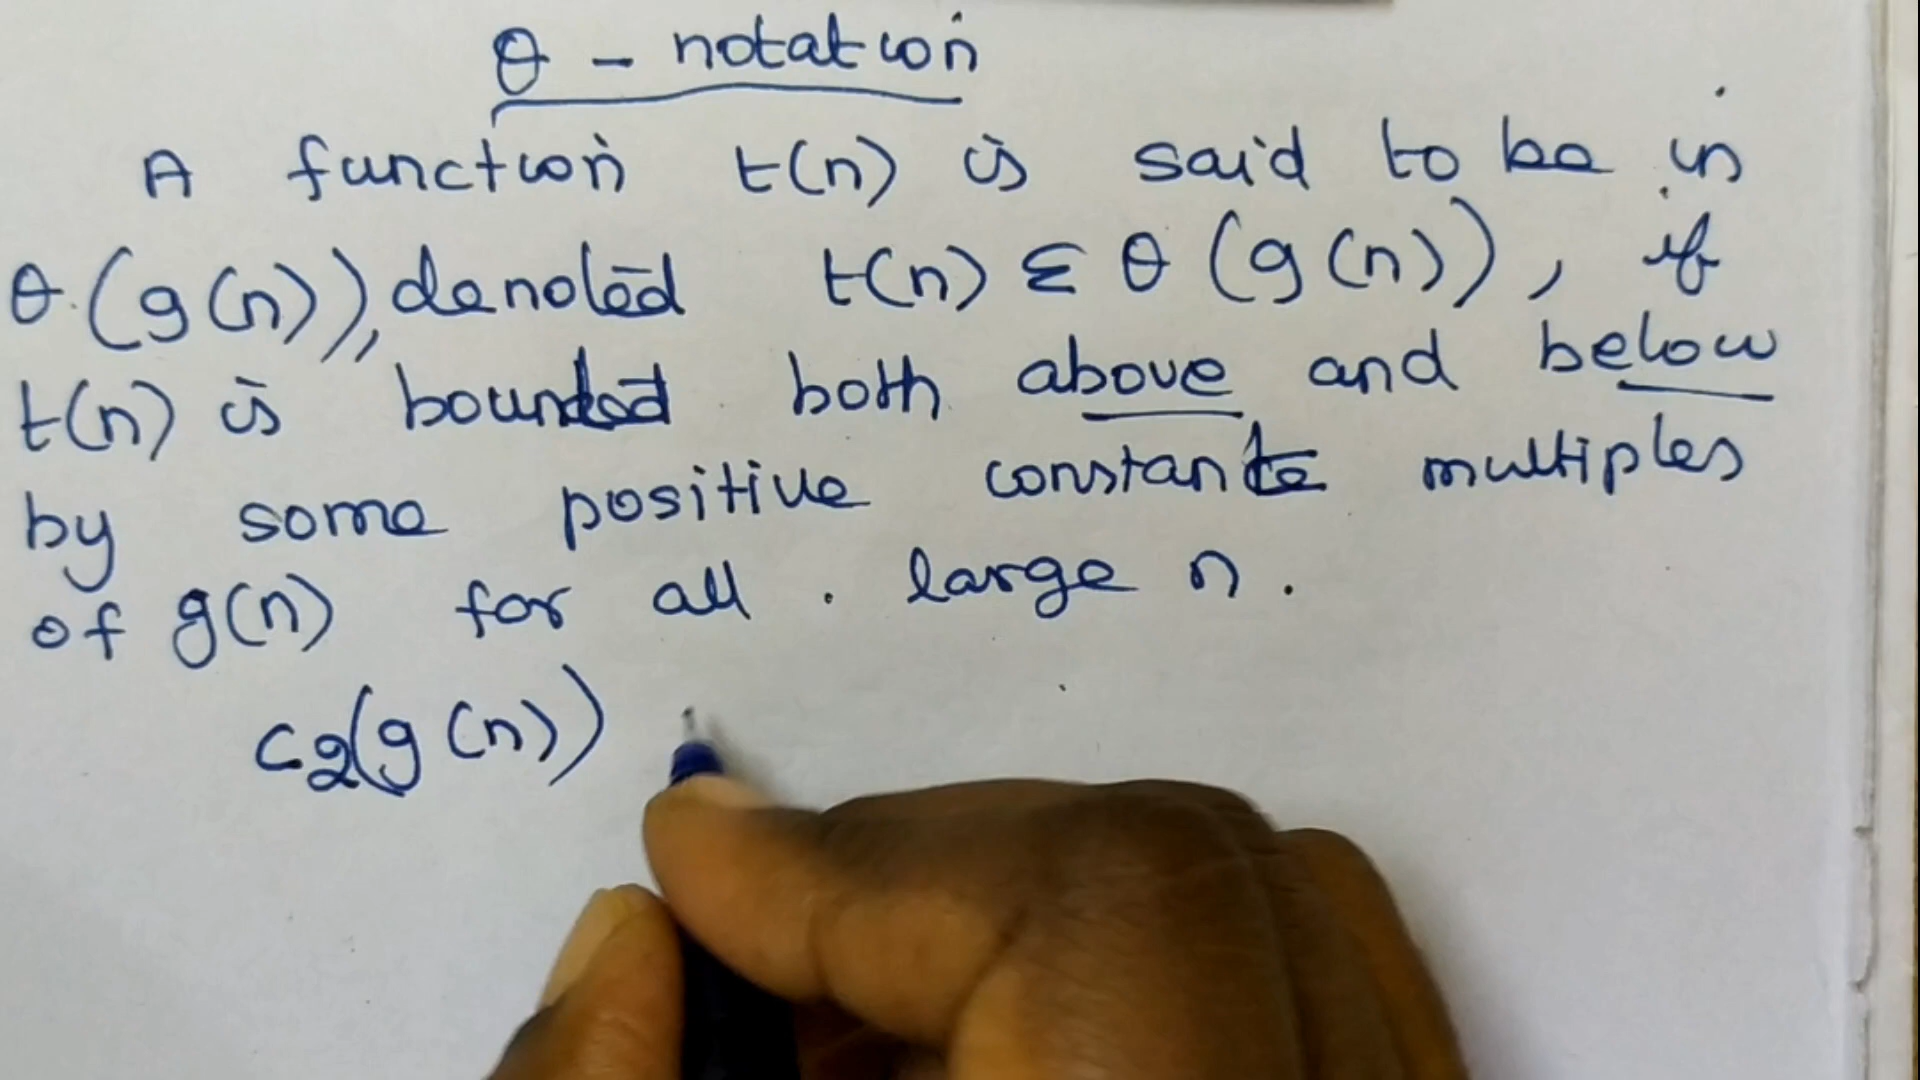 θ - notation
A function t(n) is said to be in
θ (g(n)), denoted t(n) Σ θ (g(n)), if
t(n) is bounded both above and below
by some positive constante multiples
of g(n) for all . large n .
c2(g(n))